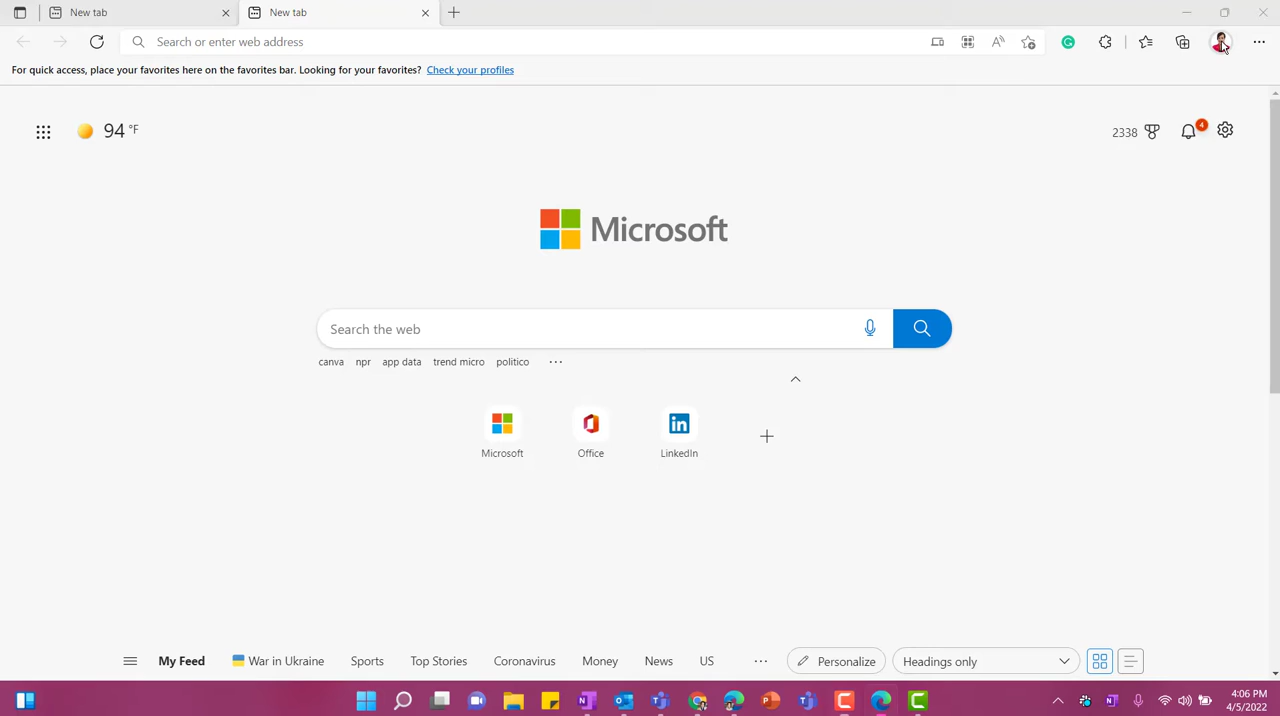 New tab
New tab
Search or enter web address
For quick access, place your favorites here on the favorites bar. Looking for your favorites? Check your profiles
94 °F
2338
4
Microsoft
Search the web
canva npr app data trend micro politico ...
Microsoft Office LinkedIn
My Feed War in Ukraine Sports Top Stories Coronavirus Money News US ... Personalize Headings only
4:06 PM
4/5/2022